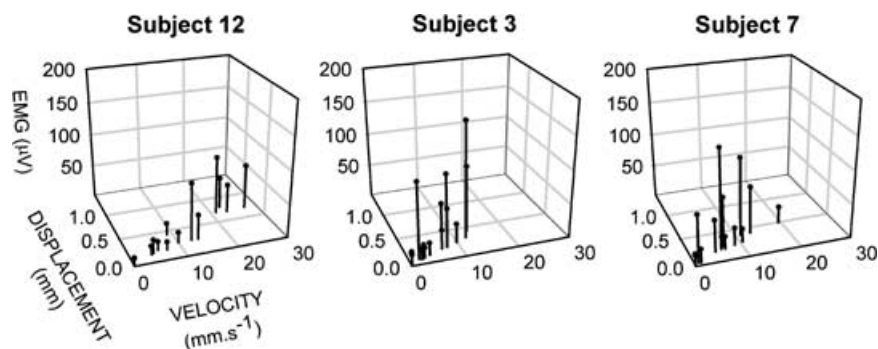 Subject 12 Subject 3 Subject 7
200 200 200
150 150 150
100 100 100
50 50 50
EMG (μV)
1.0 1.0 1.0
0.5 0.5 0.5
0.0 0.0 0.0
0 10 20 30 0 10 20 30 0 10 20 30
DISPLACEMENT
(mm)
VELOCITY
(mm.s⁻¹)